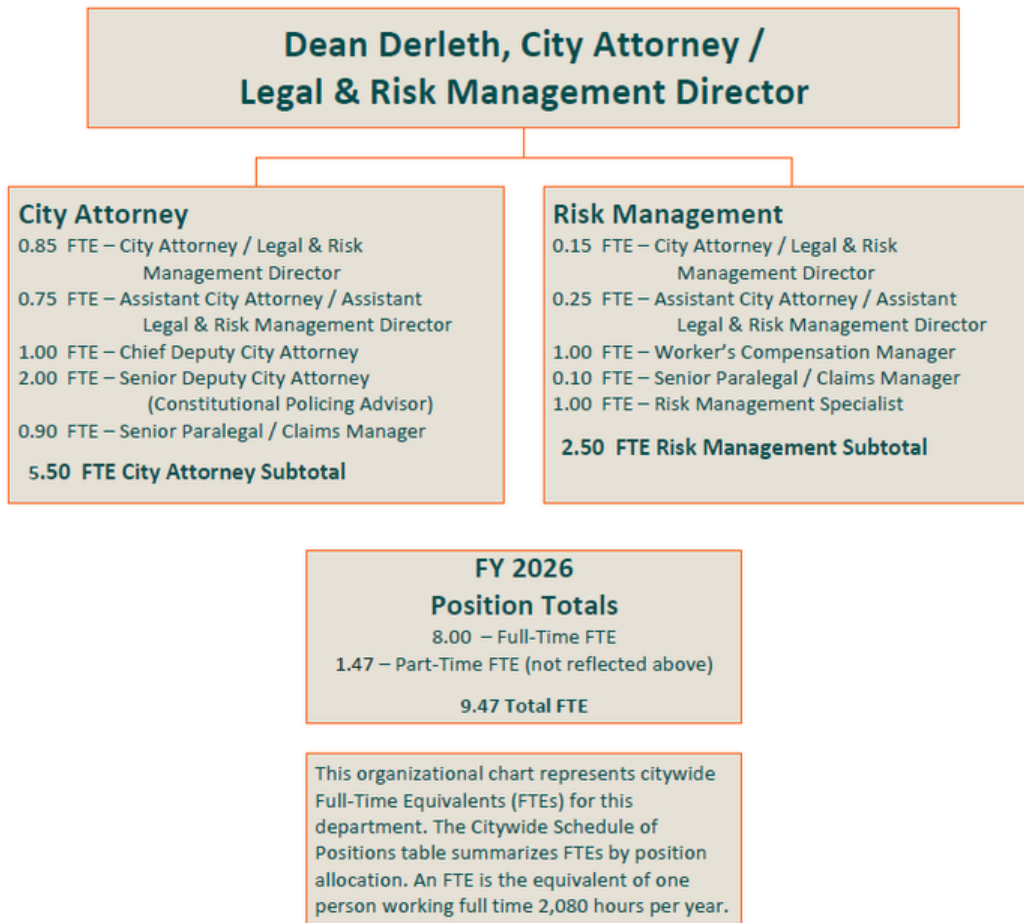 Dean Derleth, City Attorney /
Legal & Risk Management Director
City Attorney
0.85 FTE – City Attorney / Legal & Risk
Management Director
0.75 FTE – Assistant City Attorney / Assistant
Legal & Risk Management Director
1.00 FTE – Chief Deputy City Attorney
2.00 FTE – Senior Deputy City Attorney
(Constitutional Policing Advisor)
0.90 FTE – Senior Paralegal / Claims Manager
5.50 FTE City Attorney Subtotal
Risk Management
0.15 FTE – City Attorney / Legal & Risk
Management Director
0.25 FTE – Assistant City Attorney / Assistant
Legal & Risk Management Director
1.00 FTE – Worker’s Compensation Manager
0.10 FTE – Senior Paralegal / Claims Manager
1.00 FTE – Risk Management Specialist
2.50 FTE Risk Management Subtotal
FY 2026
Position Totals
8.00 – Full-Time FTE
1.47 – Part-Time FTE (not reflected above)
9.47 Total FTE
This organizational chart represents citywide
Full-Time Equivalents (FTEs) for this
department. The Citywide Schedule of
Positions table summarizes FTEs by position
allocation. An FTE is the equivalent of one
person working full time 2,080 hours per year.